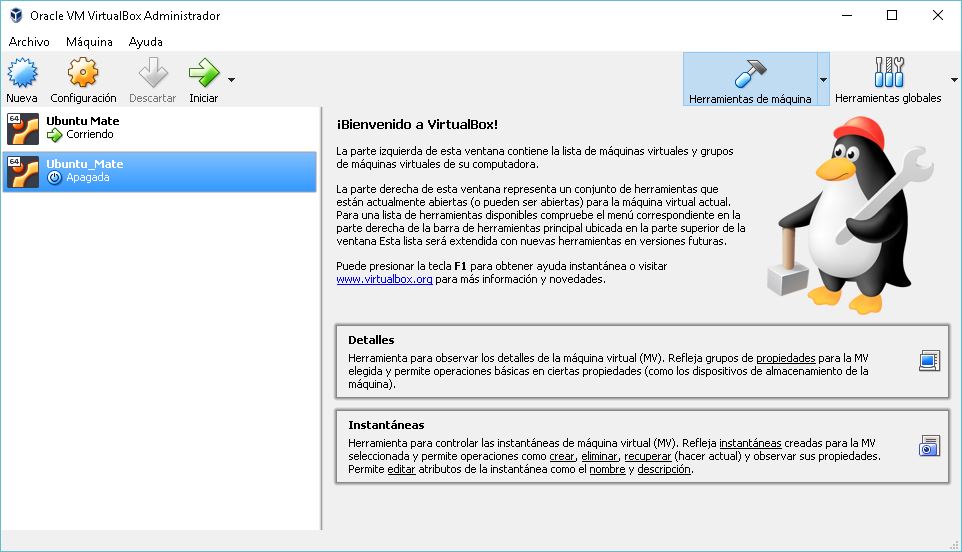 Oracle VM VirtualBox Administrador
Archivo Máquina Ayuda
Nueva Configuración Descartar Iniciar Herramientas de máquina Herramientas globales
64 Ubuntu Mate
Corriendo
64 Ubuntu_Mate
Apagada
¡Bienvenido a VirtualBox!
La parte izquierda de esta ventana contiene la lista de máquinas virtuales y grupos
de máquinas virtuales de su computadora.
La parte derecha de esta ventana representa un conjunto de herramientas que
están actualmente abiertas (o pueden ser abiertas) para la máquina virtual actual.
Para una lista de herramientas disponibles compruebe el menú correspondiente en la
parte derecha de la barra de herramientas principal ubicada en la parte superior de la
ventana Esta lista será extendida con nuevas herramientas en versiones futuras.
Puede presionar la tecla F1 para obtener ayuda instantánea o visitar
www.virtualbox.org para más información y novedades.
Detalles
Herramienta para observar los detalles de la máquina virtual (MV). Refleja grupos de propiedades para la MV
elegida y permite operaciones básicas en ciertas propiedades (como los dispositivos de almacenamiento de la
máquina).
Instantáneas
Herramienta para controlar las instantáneas de máquina virtual (MV). Refleja instantáneas creadas para la MV
seleccionada y permite operaciones como crear, eliminar, recuperar (hacer actual) y observar sus propiedades.
Permite editar atributos de la instantánea como el nombre y descripción.